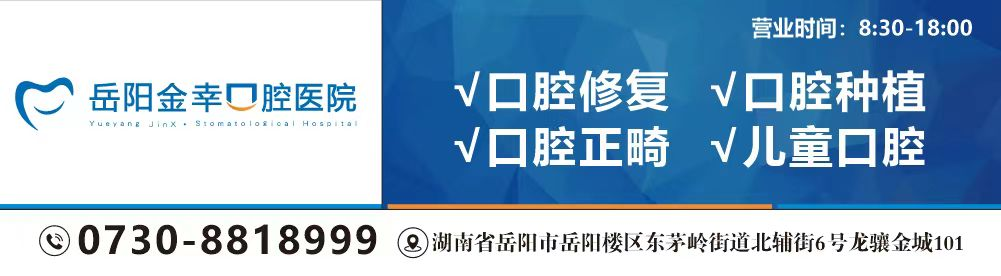 营业时间：8:30-18:00
岳阳金幸口腔医院
Yueyang JinX • Stomatological Hospital
√口腔修复 √口腔种植
√口腔正畸 √儿童口腔
0730-8818999
湖南省岳阳市岳阳楼区东茅岭街道北辅街6号龙骧金城101